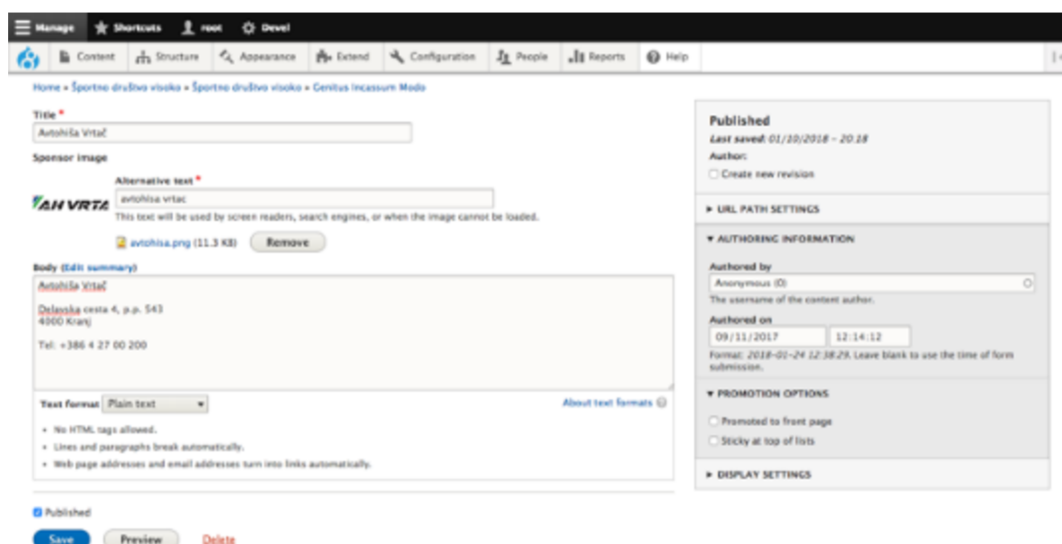 Manage Shortcuts root Devel
Content Structure Appearance Extend Configuration People Reports Help
Home » Športno društvo visoko » Športno društvo visoko » Genitus Incassum Modo
Title *
Avtohiša Vrtač
Sponsor image
AH VRTA
Alternative text *
avtohisa vrtac
This text will be used by screen readers, search engines, or when the image cannot be loaded.
avtohisa.png (11.3 KB) Remove
Body (Edit summary)
Avtohiša Vrtač
Delavska cesta 4, p.p. 543
4000 Kranj
Tel: +386 4 27 00 200
Text format Plain text About text formats
No HTML tags allowed.
Lines and paragraphs break automatically.
Web page addresses and email addresses turn into links automatically.
Published
Save Preview Delete
Published
Last saved: 01/10/2018 - 20:18
Author:
Create new revision
URL PATH SETTINGS
AUTHORING INFORMATION
Authored by
Anonymous (0)
The username of the content author.
Authored on
09/11/2017 12:14:12
Format: 2018-01-24 12:38:29. Leave blank to use the time of form
submission.
PROMOTION OPTIONS
Promoted to front page
Sticky at top of lists
DISPLAY SETTINGS